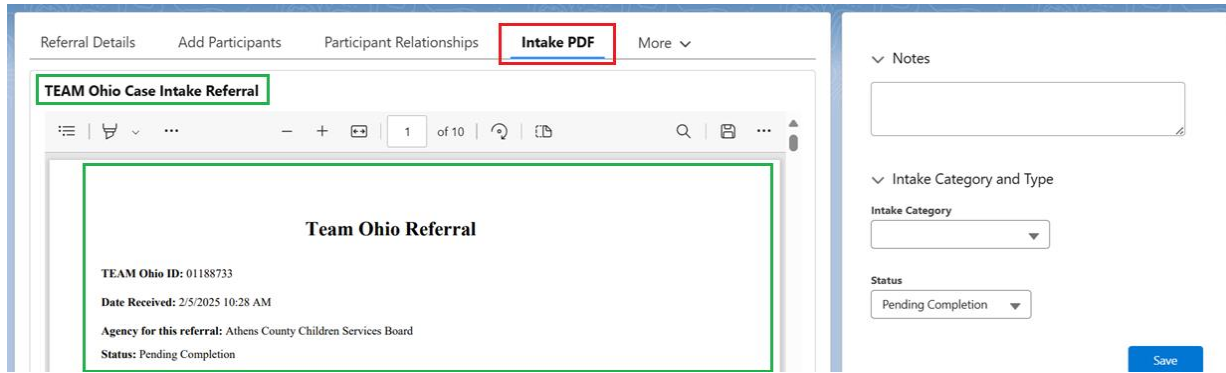 Referral Details Add Participants Participant Relationships Intake PDF More
TEAM Ohio Case Intake Referral
1 of 10
Team Ohio Referral
TEAM Ohio ID: 01188733
Date Received: 2/5/2025 10:28 AM
Agency for this referral: Athens County Children Services Board
Status: Pending Completion
Notes
Intake Category and Type
Intake Category
Status
Pending Completion
Save